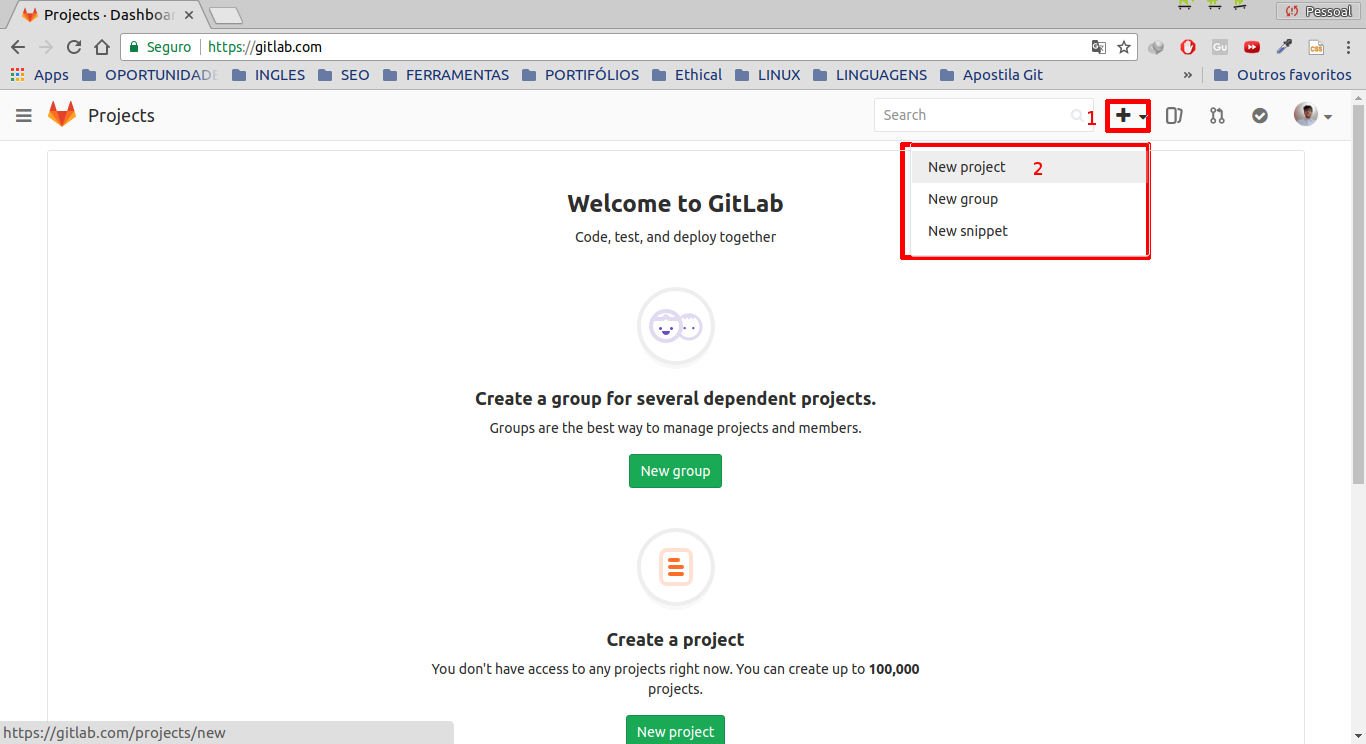 Projects · Dashboar
Pessoal
Seguro https://gitlab.com
Apps OPORTUNIDADE INGLES SEO FERRAMENTAS PORTIFÓLIOS Ethical LINUX LINGUAGENS Apostila Git » Outros favoritos
Projects Search 1
New project 2
New group
New snippet
Welcome to GitLab
Code, test, and deploy together
Create a group for several dependent projects.
Groups are the best way to manage projects and members.
New group
Create a project
You don't have access to any projects right now. You can create up to 100,000
projects.
New project
https://gitlab.com/projects/new